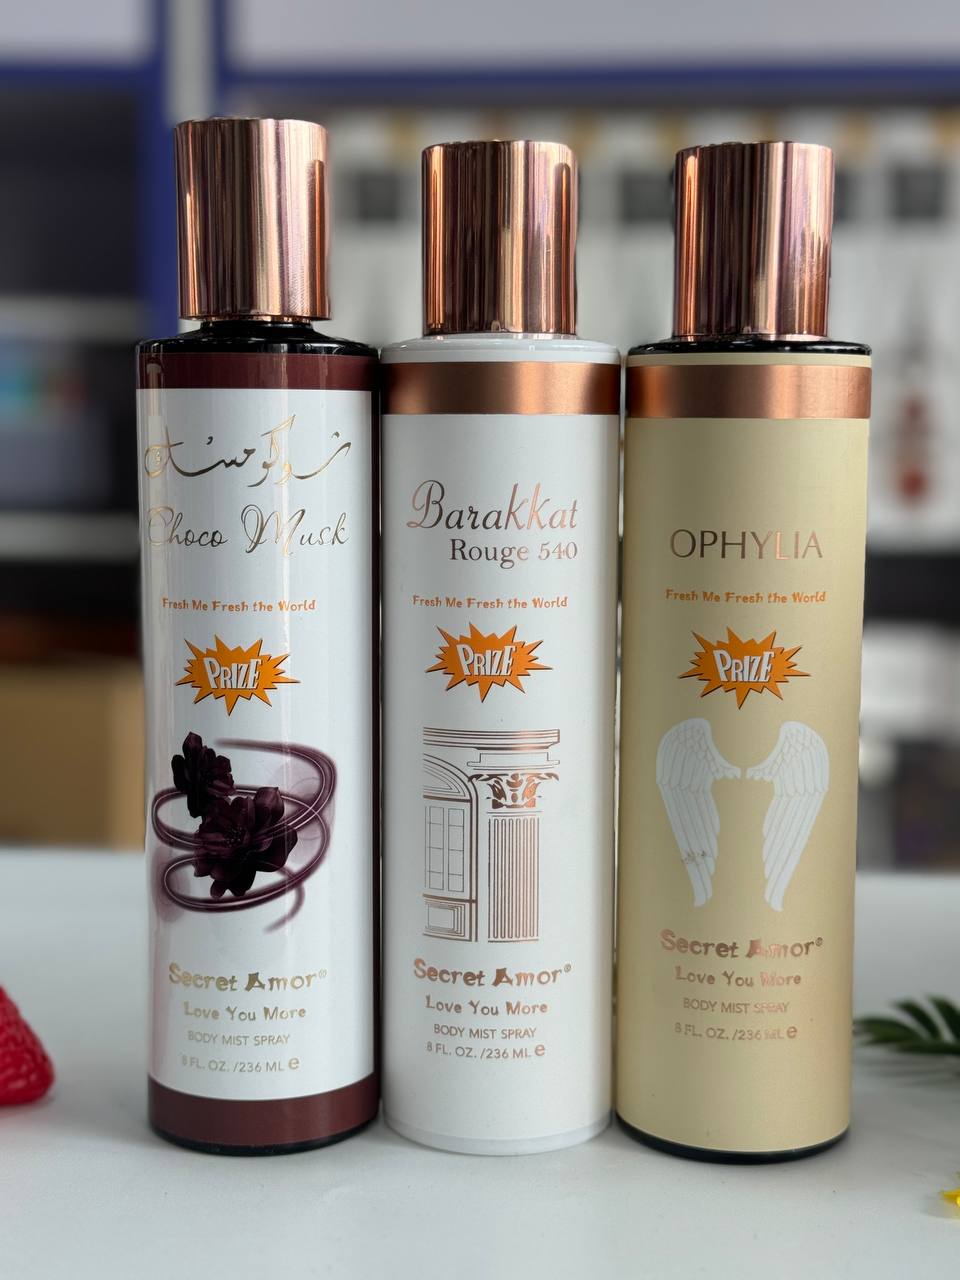 شوكو مسك
Choco Musk
Fresh Me Fresh the World
PRIZE
Secret Amor®
Love You More
BODY MIST SPRAY
8 FL. OZ. /236 ML e
Barakkat
Rouge 540
Fresh Me Fresh the World
PRIZE
Secret Amor®
Love You More
BODY MIST SPRAY
8 FL. OZ. /236 ML e
OPHYLIA
Fresh Me Fresh the World
PRIZE
Secret Amor®
Love You More
BODY MIST SPRAY
8 FL. OZ. /236 ML e